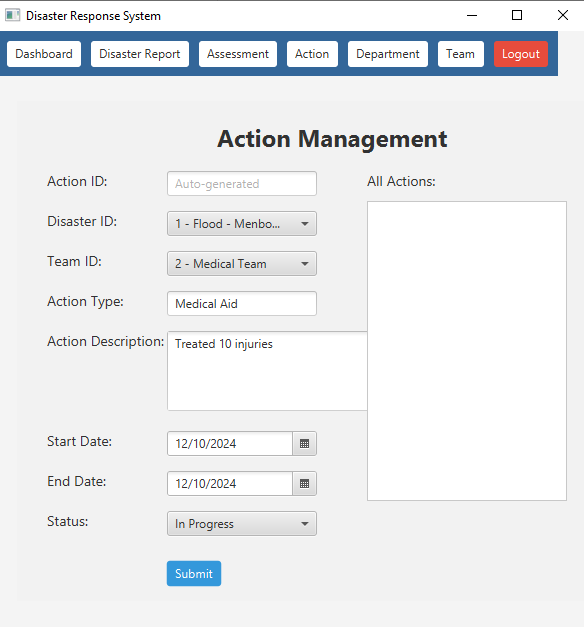 Disaster Response System
Dashboard Disaster Report Assessment Action Department Team Logout
Action Management
Action ID: Auto-generated All Actions:
Disaster ID: 1 - Flood - Menbo...
Team ID: 2 - Medical Team
Action Type: Medical Aid
Action Description: Treated 10 injuries
Start Date: 12/10/2024
End Date: 12/10/2024
Status: In Progress
Submit